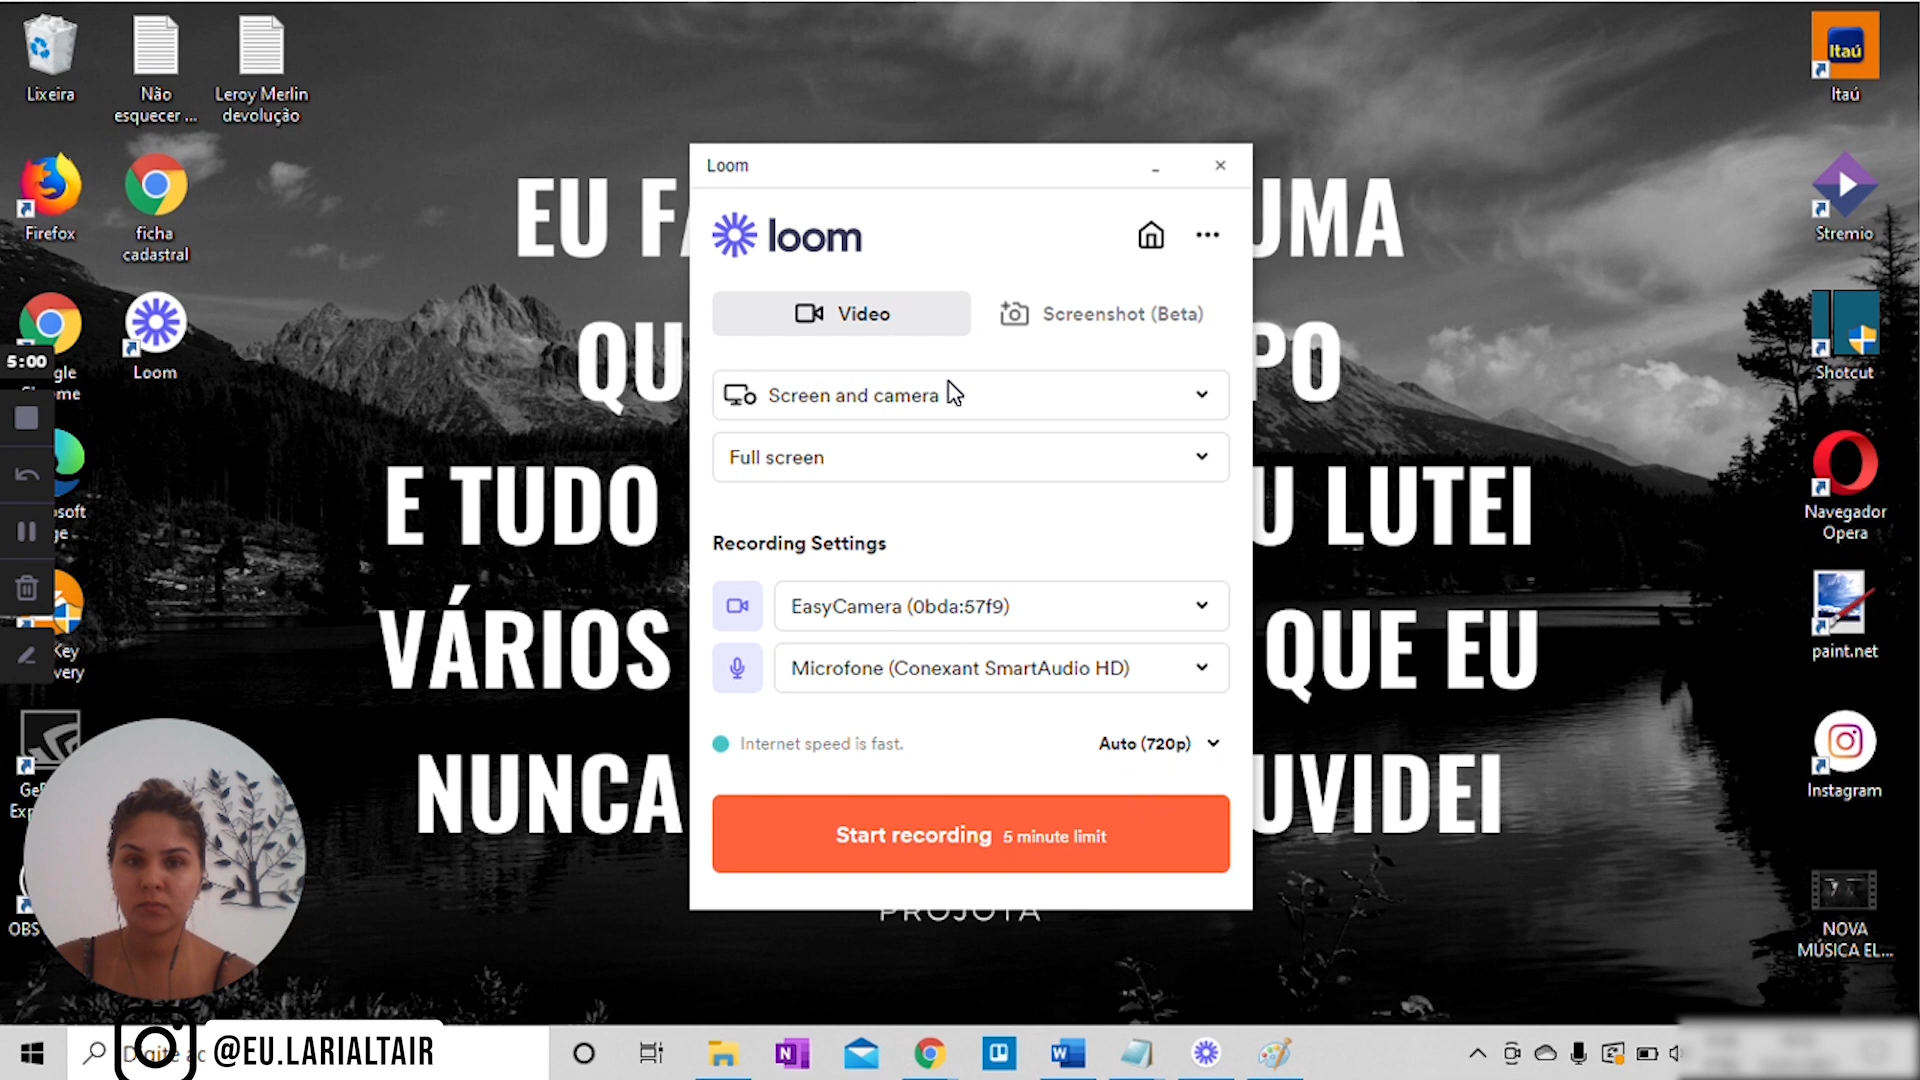 Lixeira
Não
esquecer ...
Leroy Merlin
devolução
Itaú
Itaú
Firefox
ficha
cadastral
Stremio
Loom
Shotcut
5:00
Navegador
Opera
paint.net
Instagram
NOVA
MÚSICA EL...
OBS
Loom
loom
Video
Screenshot (Beta)
Screen and camera
Full screen
Recording Settings
EasyCamera (0bda:57f9)
Microfone (Conexant SmartAudio HD)
Internet speed is fast.
Auto (720p)
Start recording 5 minute limit
EU FA
UMA
QU
PO
E TUDO
U LUTEI
VÁRIOS
QUE EU
NUNCA
UVIDEI
PROJOTA
@EU.LARIALTAIR